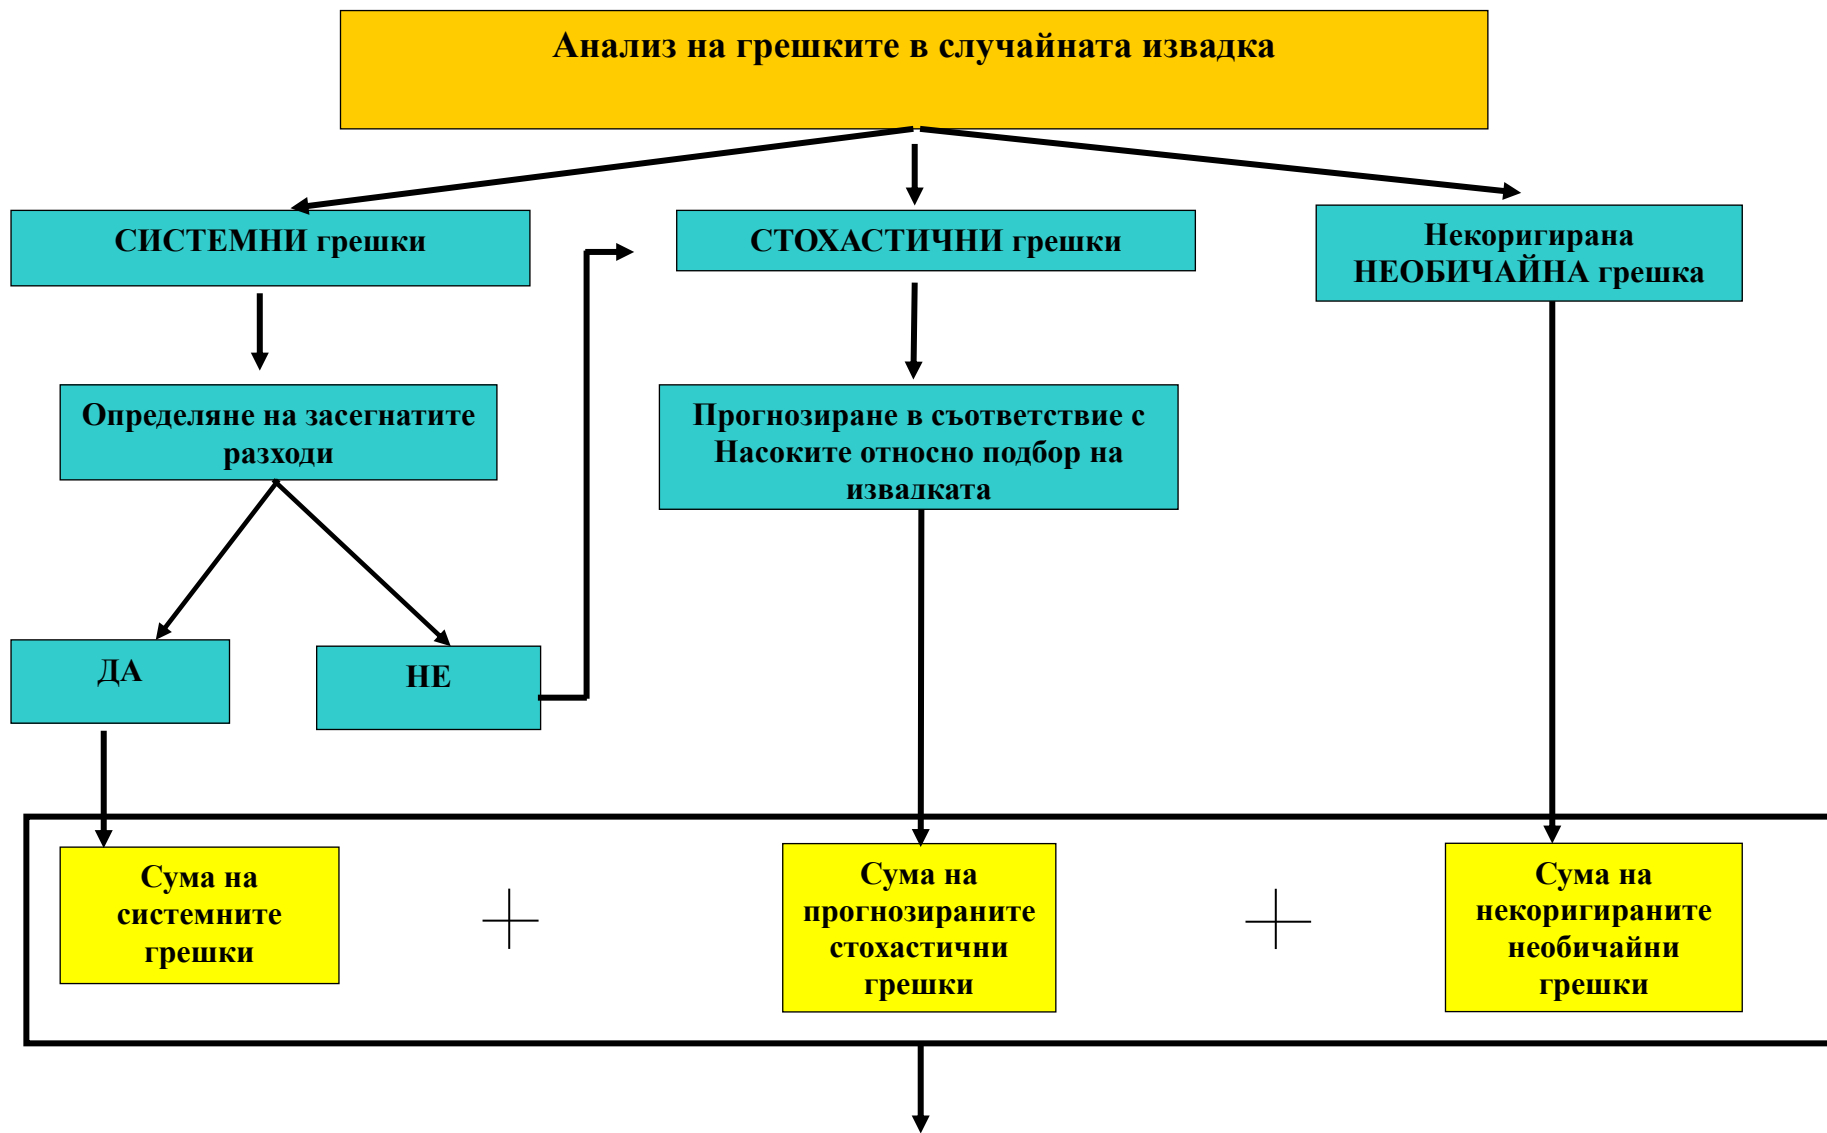 Анализ на грешките в случайната извадка
СИСТЕМНИ грешки
СТОХАСТИЧНИ грешки
Некоригирана
НЕОБИЧАЙНА грешка
Определяне на засегнатите
разходи
Прогнозиране в съответствие с
Насоките относно подбор на
извадката
ДА
НЕ
Сума на
системните
грешки
Сума на
прогнозираните
стохастични
грешки
Сума на
некоригираните
необичайни
грешки